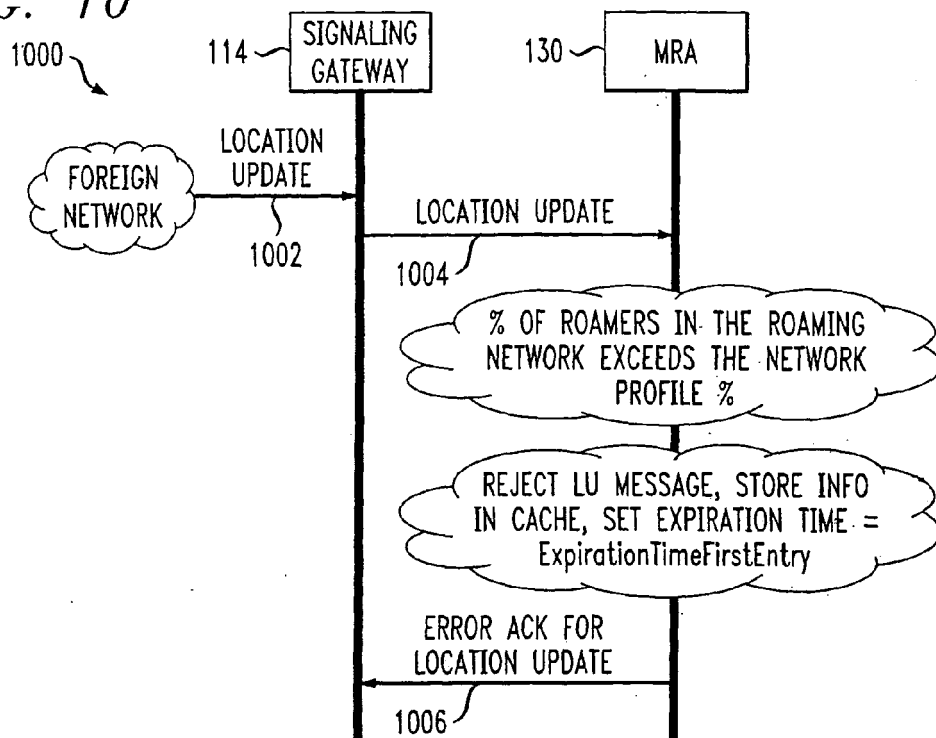 G. 10
1000
114
SIGNALING
GATEWAY
130
MRA
FOREIGN
NETWORK
LOCATION
UPDATE
1002
LOCATION UPDATE
1004
% OF ROAMERS IN THE ROAMING
NETWORK EXCEEDS THE NETWORK
PROFILE %
REJECT LU MESSAGE, STORE INFO
IN CACHE, SET EXPIRATION TIME =
ExpirationTimeFirstEntry
ERROR ACK FOR
LOCATION UPDATE
1006